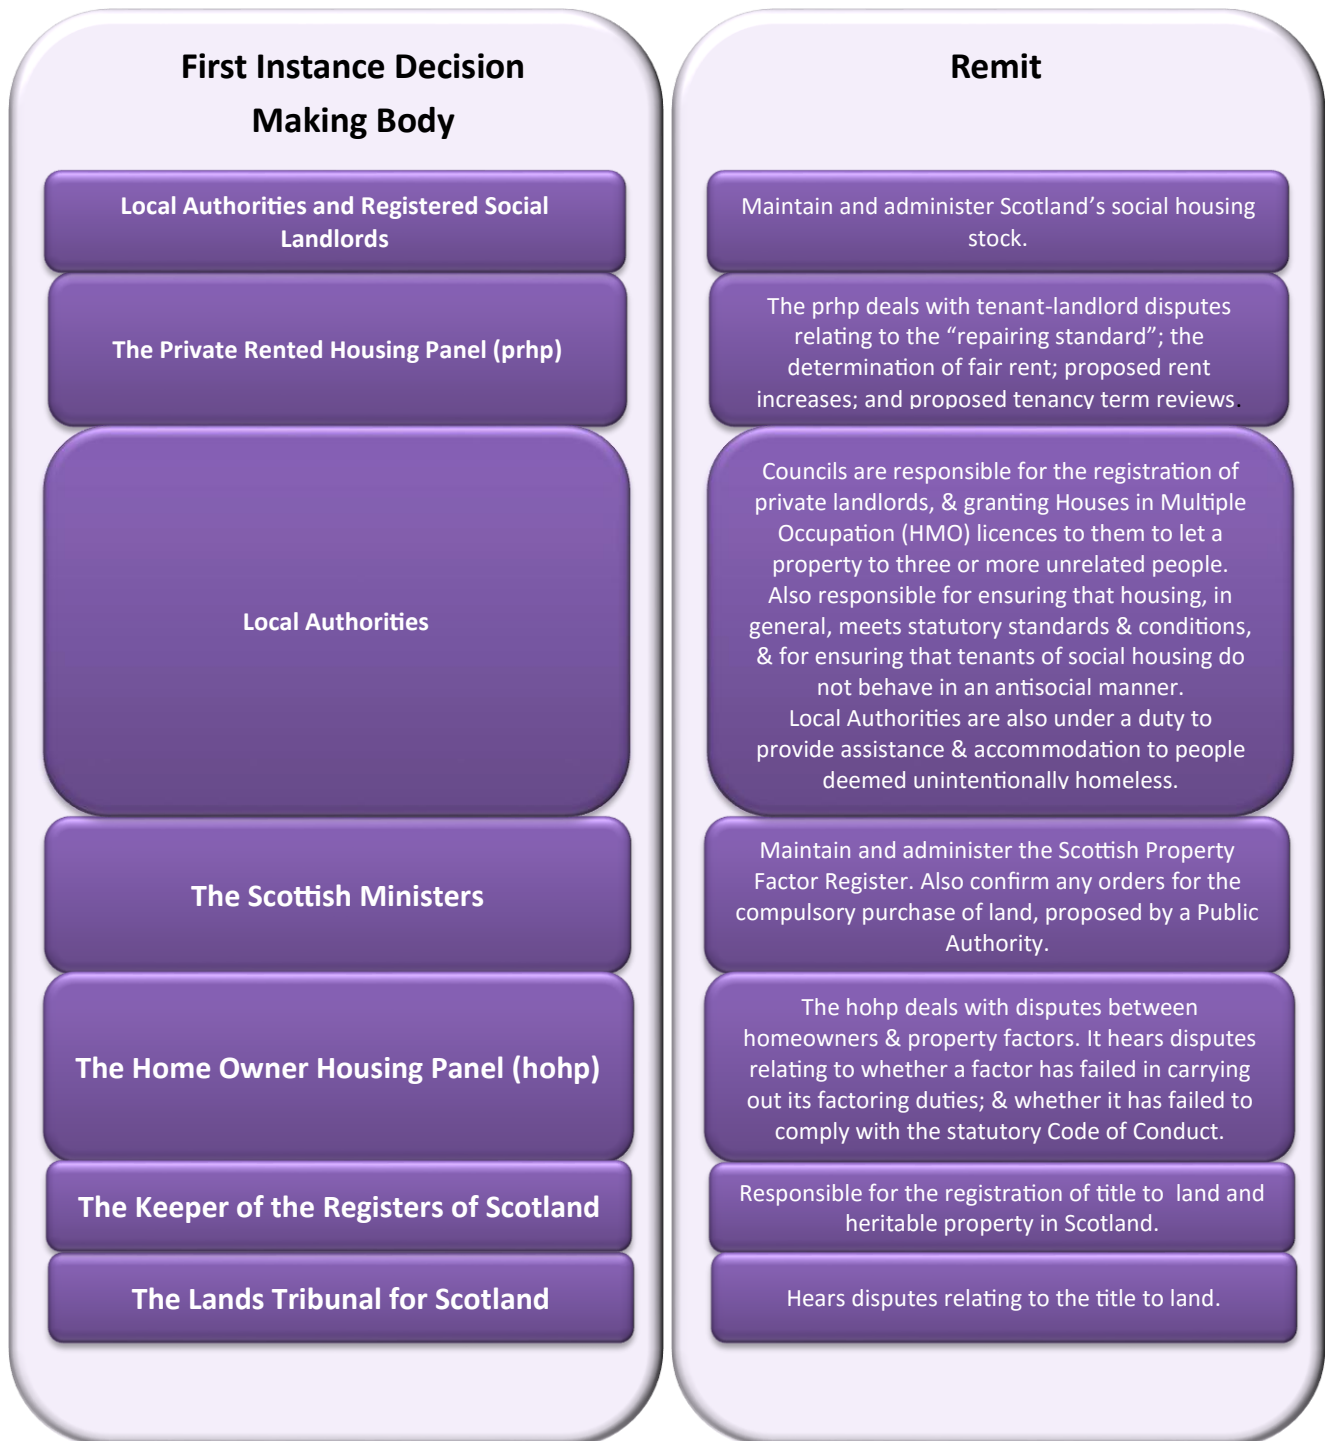 First Instance Decision
Making Body
Remit
Local Authorities and Registered Social
Landlords
Maintain and administer Scotland’s social housing
stock.
The Private Rented Housing Panel (prhp)
The prhp deals with tenant-landlord disputes
relating to the “repairing standard”; the
determination of fair rent; proposed rent
increases; and proposed tenancy term reviews.
Local Authorities
Councils are responsible for the registration of
private landlords, & granting Houses in Multiple
Occupation (HMO) licences to them to let a
property to three or more unrelated people.
Also responsible for ensuring that housing, in
general, meets statutory standards & conditions,
& for ensuring that tenants of social housing do
not behave in an antisocial manner.
Local Authorities are also under a duty to
provide assistance & accommodation to people
deemed unintentionally homeless.
The Scottish Ministers
Maintain and administer the Scottish Property
Factor Register. Also confirm any orders for the
compulsory purchase of land, proposed by a Public
Authority.
The Home Owner Housing Panel (hohp)
The hohp deals with disputes between
homeowners & property factors. It hears disputes
relating to whether a factor has failed in carrying
out its factoring duties; & whether it has failed to
comply with the statutory Code of Conduct.
The Keeper of the Registers of Scotland
Responsible for the registration of title to land and
heritable property in Scotland.
The Lands Tribunal for Scotland
Hears disputes relating to the title to land.